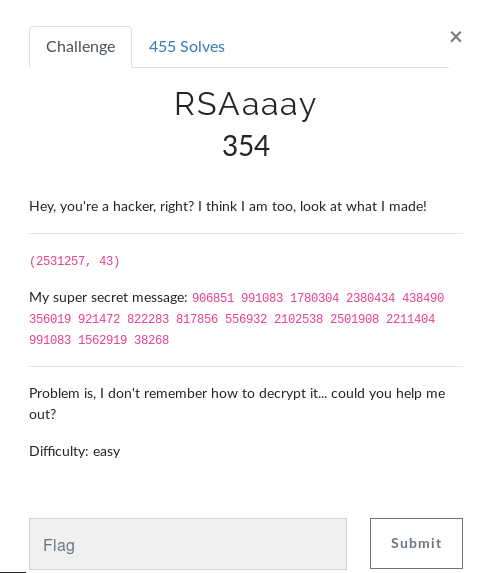 Challenge
455 Solves
×
RSAaaay
354
Hey, you're a hacker, right? I think I am too, look at what I made!
(2531257, 43)
My super secret message: 906851 991083 1780304 2380434 438490
356019 921472 822283 817856 556932 2102538 2501908 2211404
991083 1562919 38268
Problem is, I don't remember how to decrypt it... could you help me
out?
Difficulty: easy
Flag
Submit